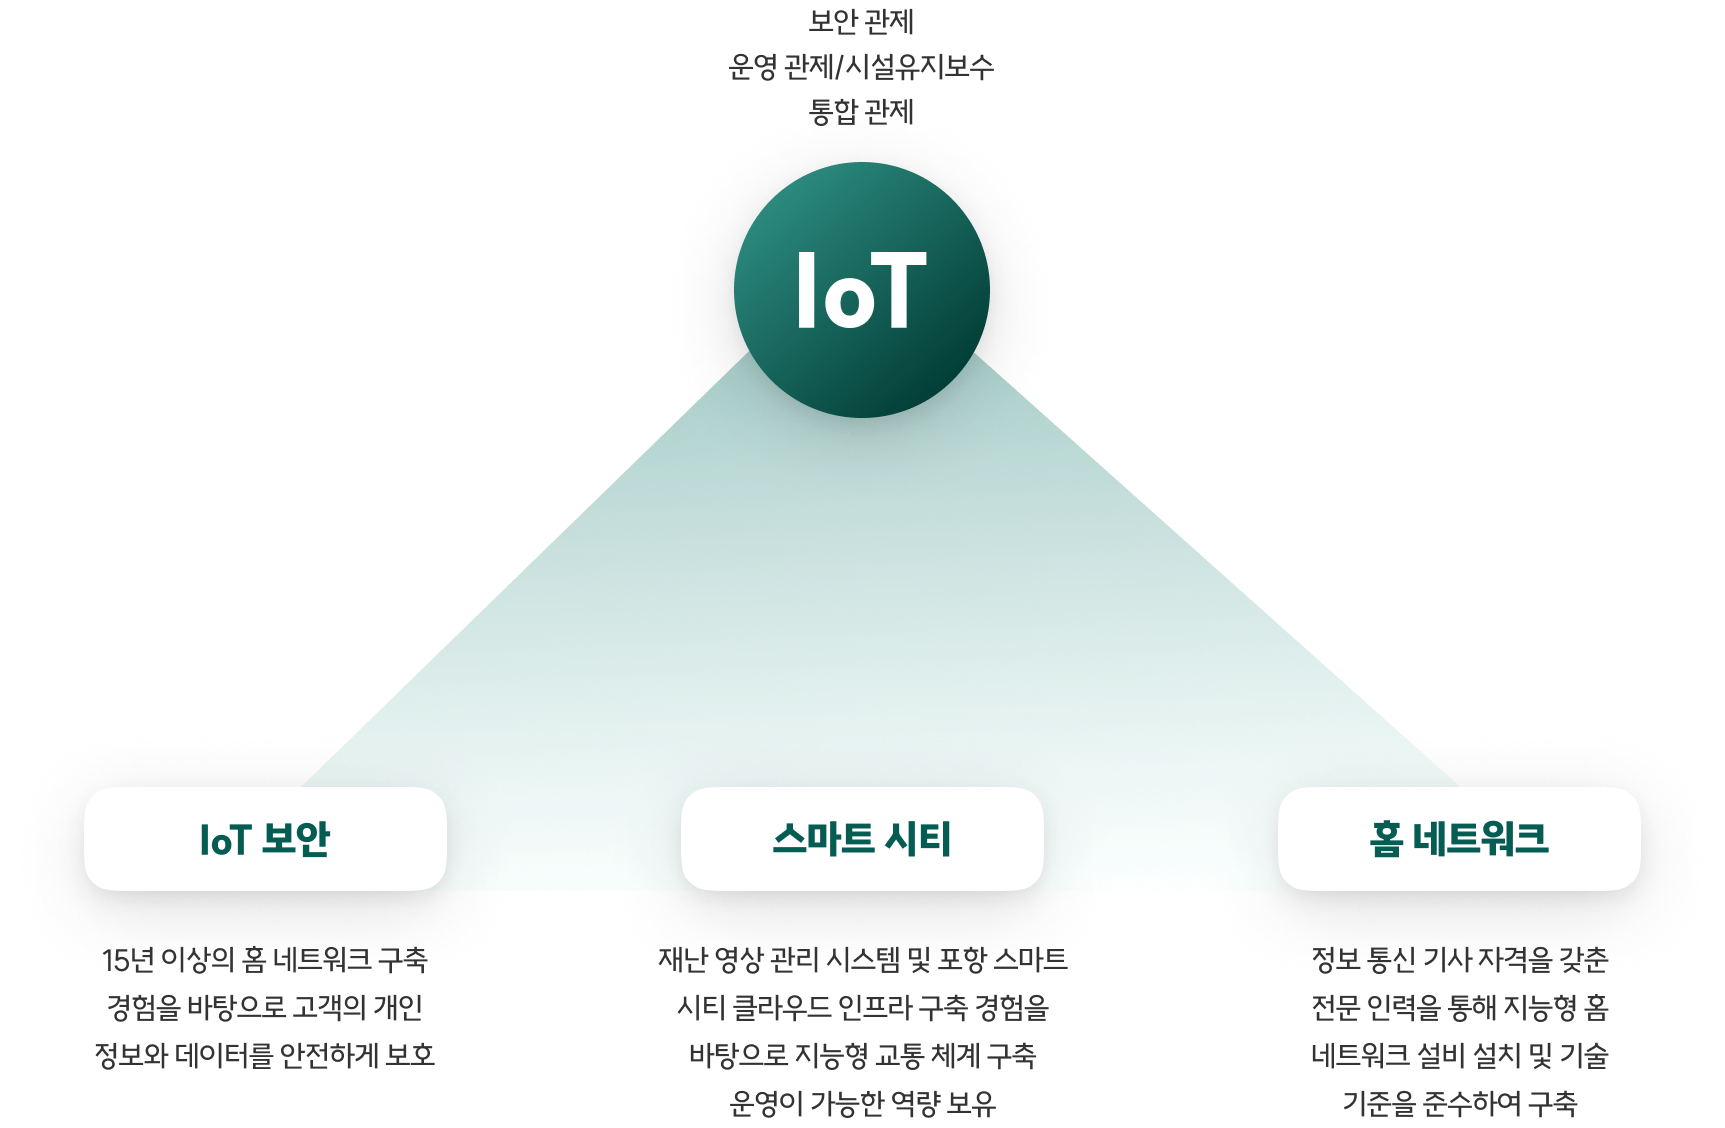 보안 관제
운영 관제/시설유지보수
통합 관제
IoT
IoT 보안
15년 이상의 홈 네트워크 구축
경험을 바탕으로 고객의 개인
정보와 데이터를 안전하게 보호
스마트 시티
재난 영상 관리 시스템 및 포항 스마트
시티 클라우드 인프라 구축 경험을
바탕으로 지능형 교통 체계 구축
운영이 가능한 역량 보유
홈 네트워크
정보 통신 기사 자격을 갖춘
전문 인력을 통해 지능형 홈
네트워크 설비 설치 및 기술
기준을 준수하여 구축